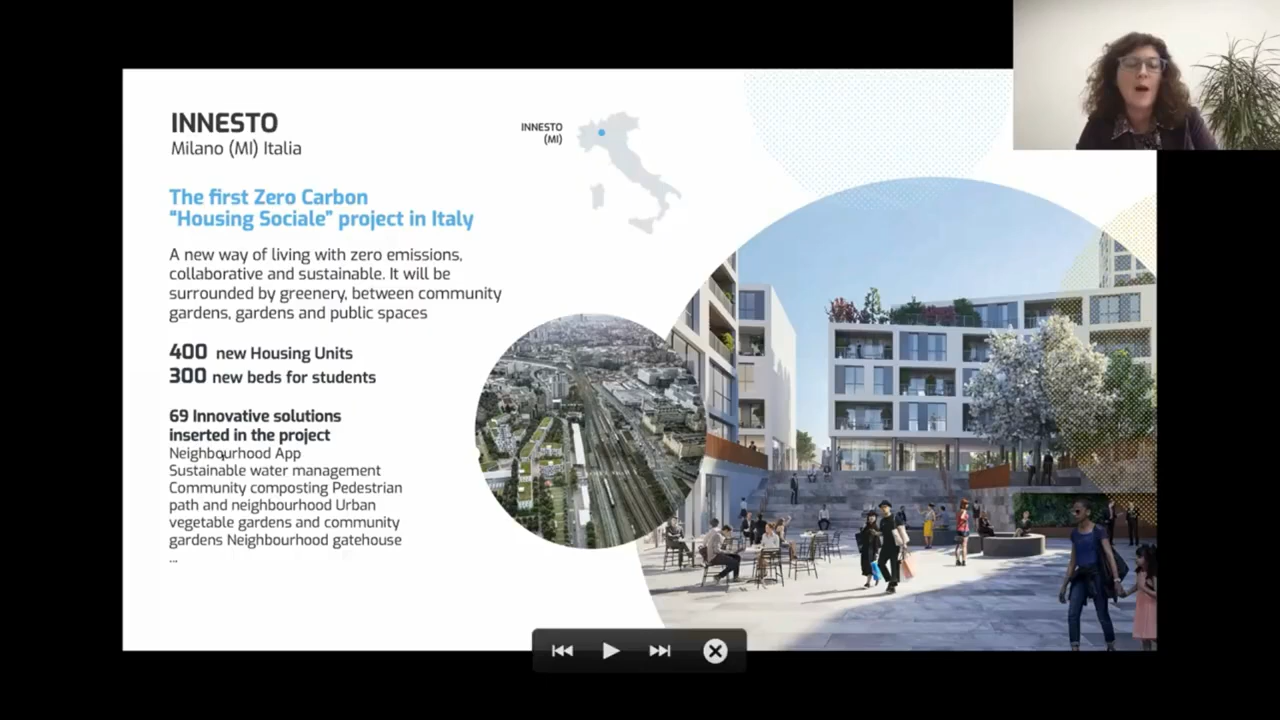 INNESTO
Milano (MI) Italia
INNESTO
(MI)
The first Zero Carbon
"Housing Sociale" project in Italy
A new way of living with zero emissions,
collaborative and sustainable. It will be
surrounded by greenery, between community
gardens, gardens and public spaces
400 new Housing Units
300 new beds for students
69 Innovative solutions
inserted in the project
Neighbourhood App
Sustainable water management
Community composting Pedestrian
path and neighbourhood Urban
vegetable gardens and community
gardens Neighbourhood gatehouse
...